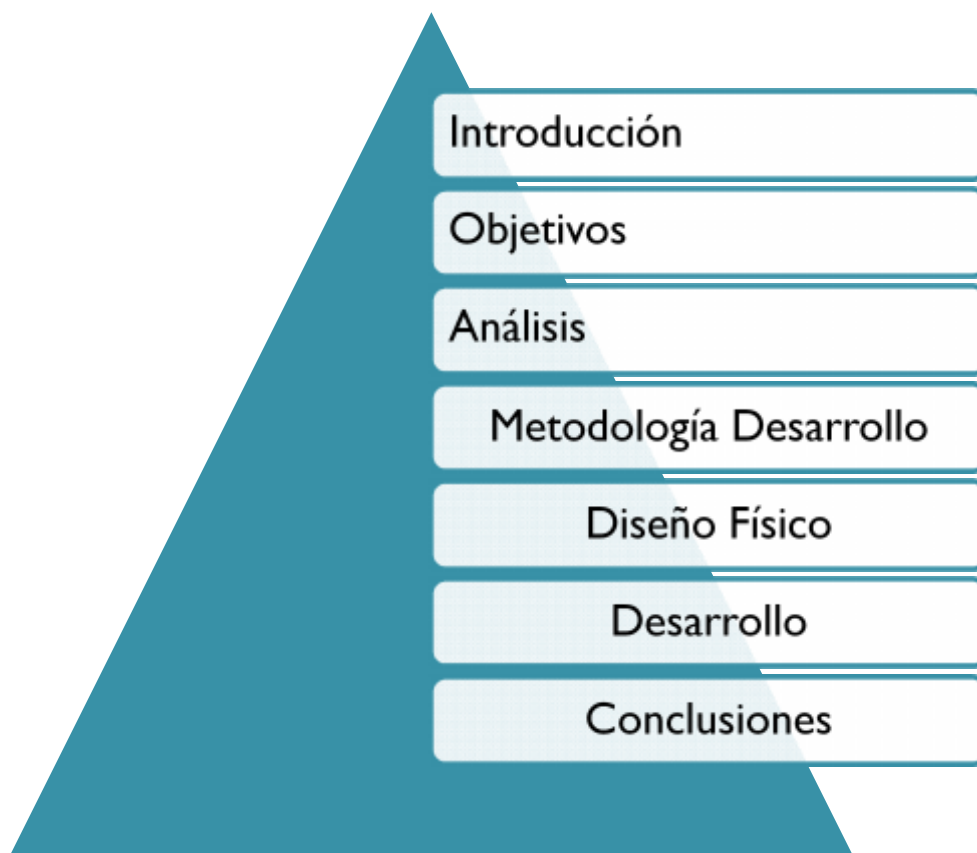 Introducción
Objetivos
Análisis
Metodología Desarrollo
Diseño Físico
Desarrollo
Conclusiones